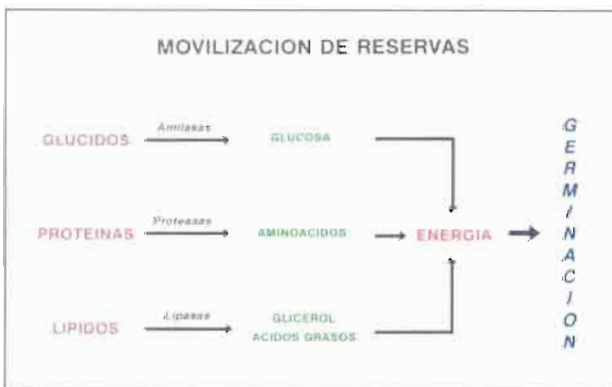 MOVILIZACION DE RESERVAS
Amilasas
GLUCIDOS
GLUCOSA
Proteasas
PROTEINAS
AMINOACIDOS
ENERGIA
Lipasas
LIPIDOS
GLICEROL
ACIDOS GRASOS
GERMINACION